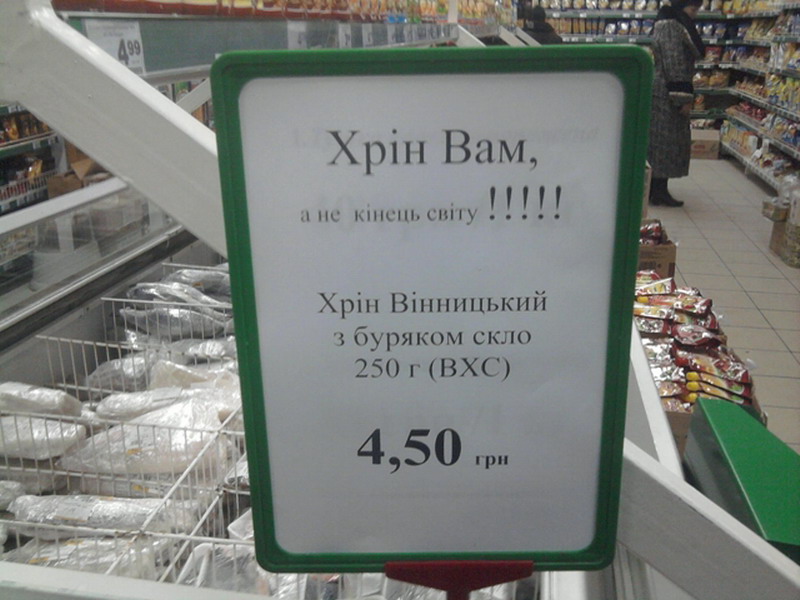 4,99
Хрін Вам,
а не кінець світу !!!!!
Хрін Вінницький
з буряком скло
250 г (ВХС)
4,50 грн